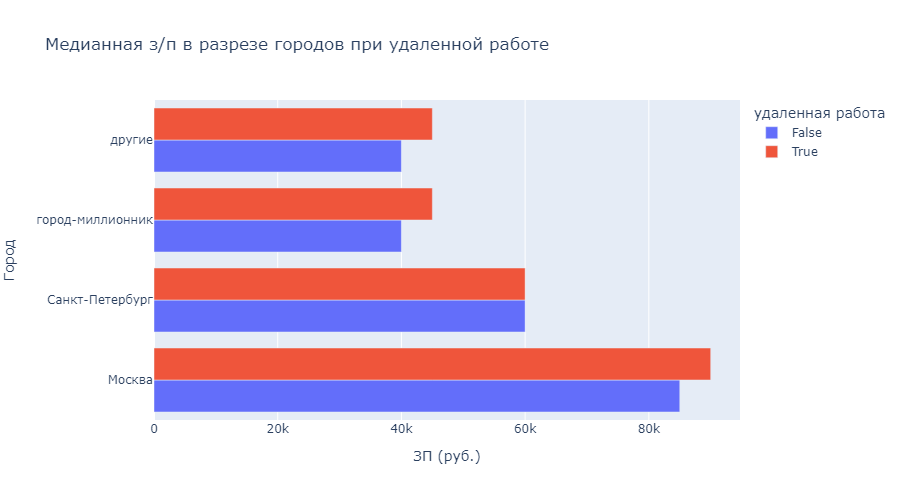 Медианная з/п в разрезе городов при удаленной работе
удаленная работа
False
True
Город
другие
город-миллионник
Санкт-Петербург
Москва
0
20k
40k
60k
80k
ЗП (руб.)